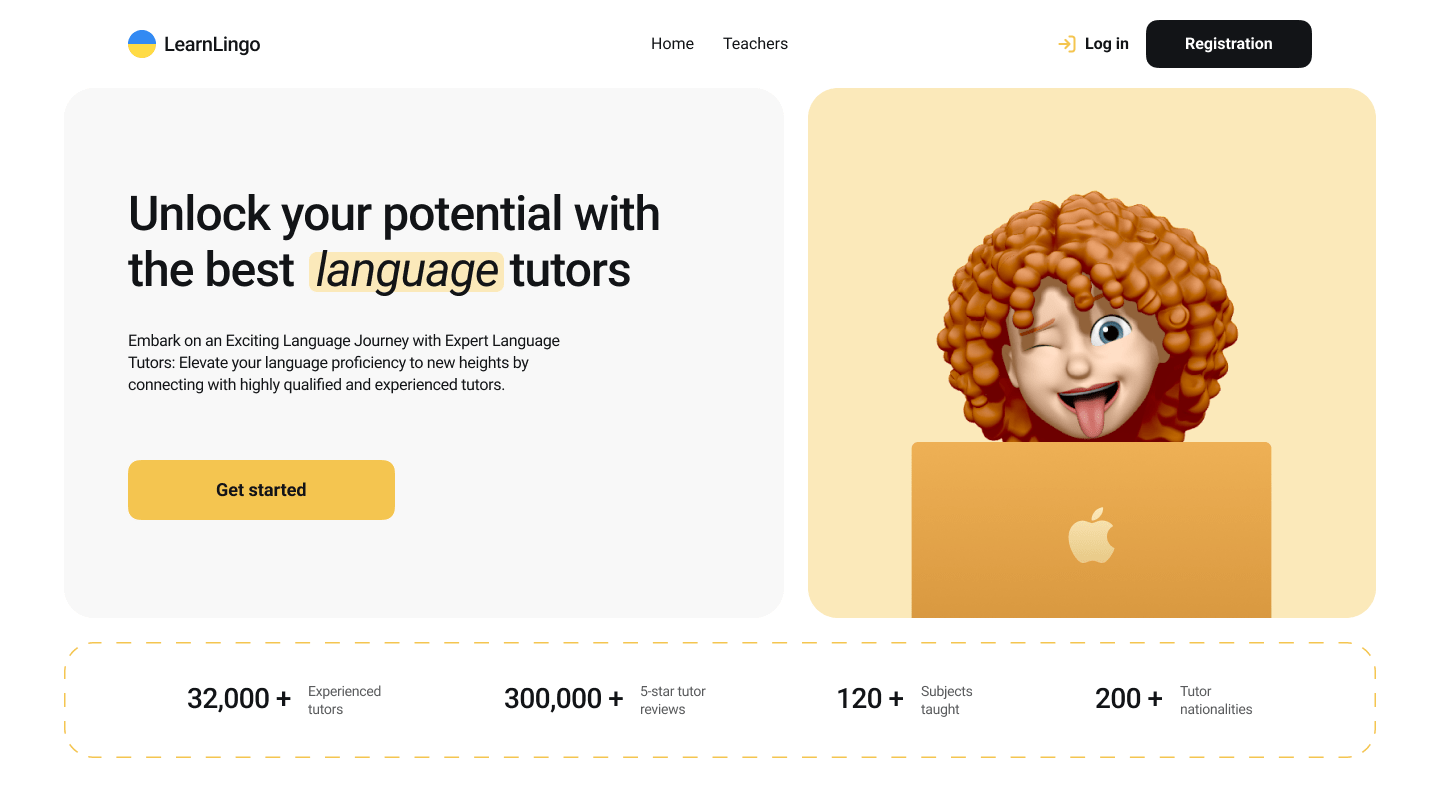 LearnLingo
Home
Teachers
Log in
Registration
Unlock your potential with
the best language tutors
Embark on an Exciting Language Journey with Expert Language
Tutors: Elevate your language proficiency to new heights by
connecting with highly qualified and experienced tutors.
Get started
32,000 +
Experienced
tutors
300,000 +
5-star tutor
reviews
120 +
Subjects
taught
200 +
Tutor
nationalities